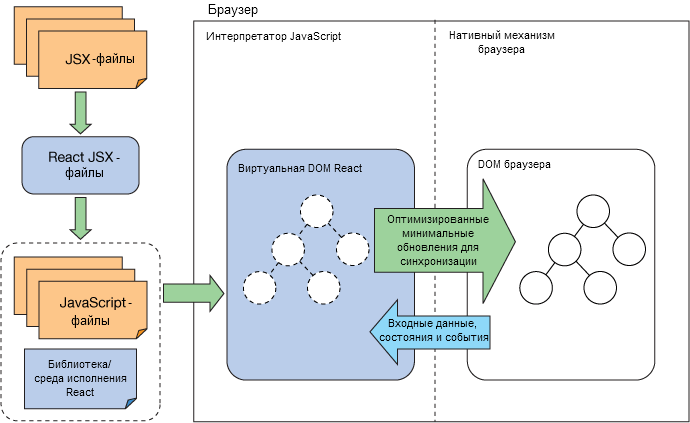 Браузер
JSX-файлы
React JSX-
файлы
JavaScript-
файлы
Библиотека/
среда исполнения
React
Интерпретатор JavaScript
Виртуальная DOM React
Нативный механизм
браузера
DOM браузера
Оптимизированные
минимальные
обновления для
синхронизации
Входные данные,
состояния и события